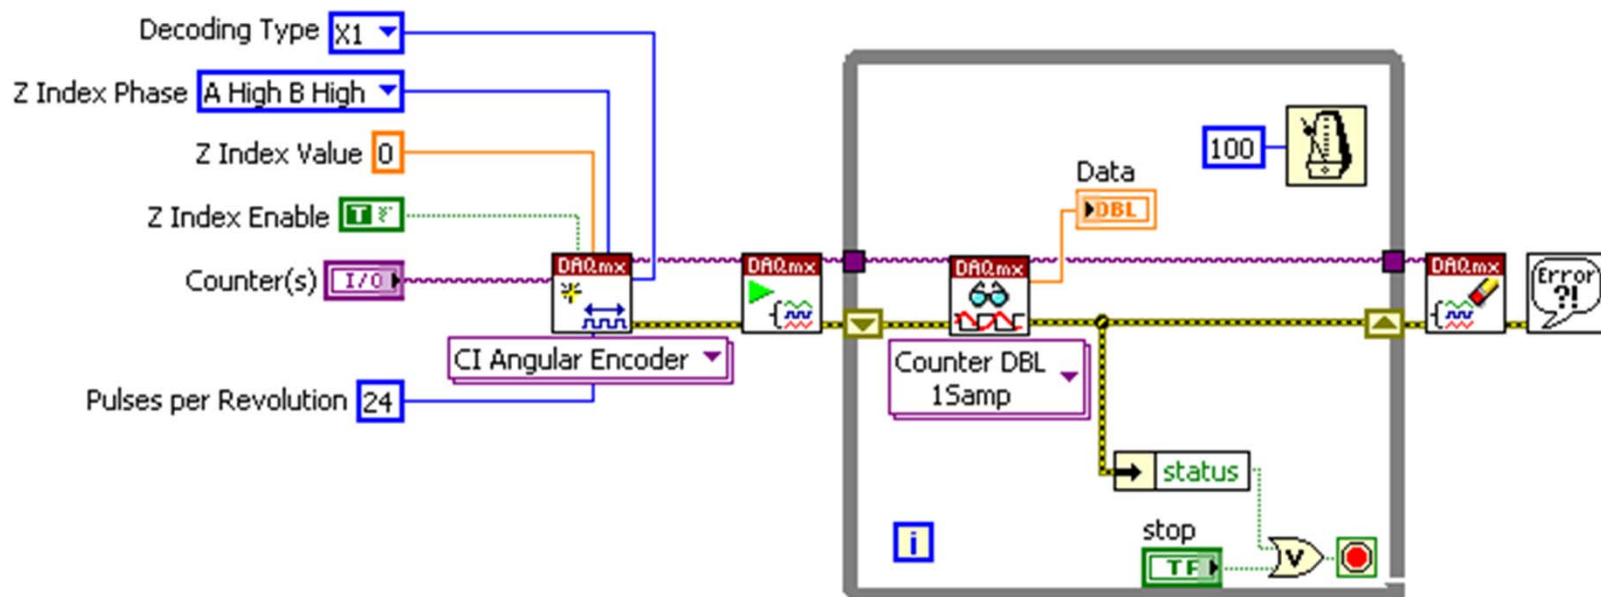 Decoding Type X1
Z Index Phase A High B High
Z Index Value 0
Z Index Enable T F
Counter(s) I/O
DAQmx
CI Angular Encoder
Pulses per Revolution 24
DAQmx
DAQmx
Counter DBL
1Samp
Data
DBL
100
status
stop
TF
V
i
DAQmx
Error
?!